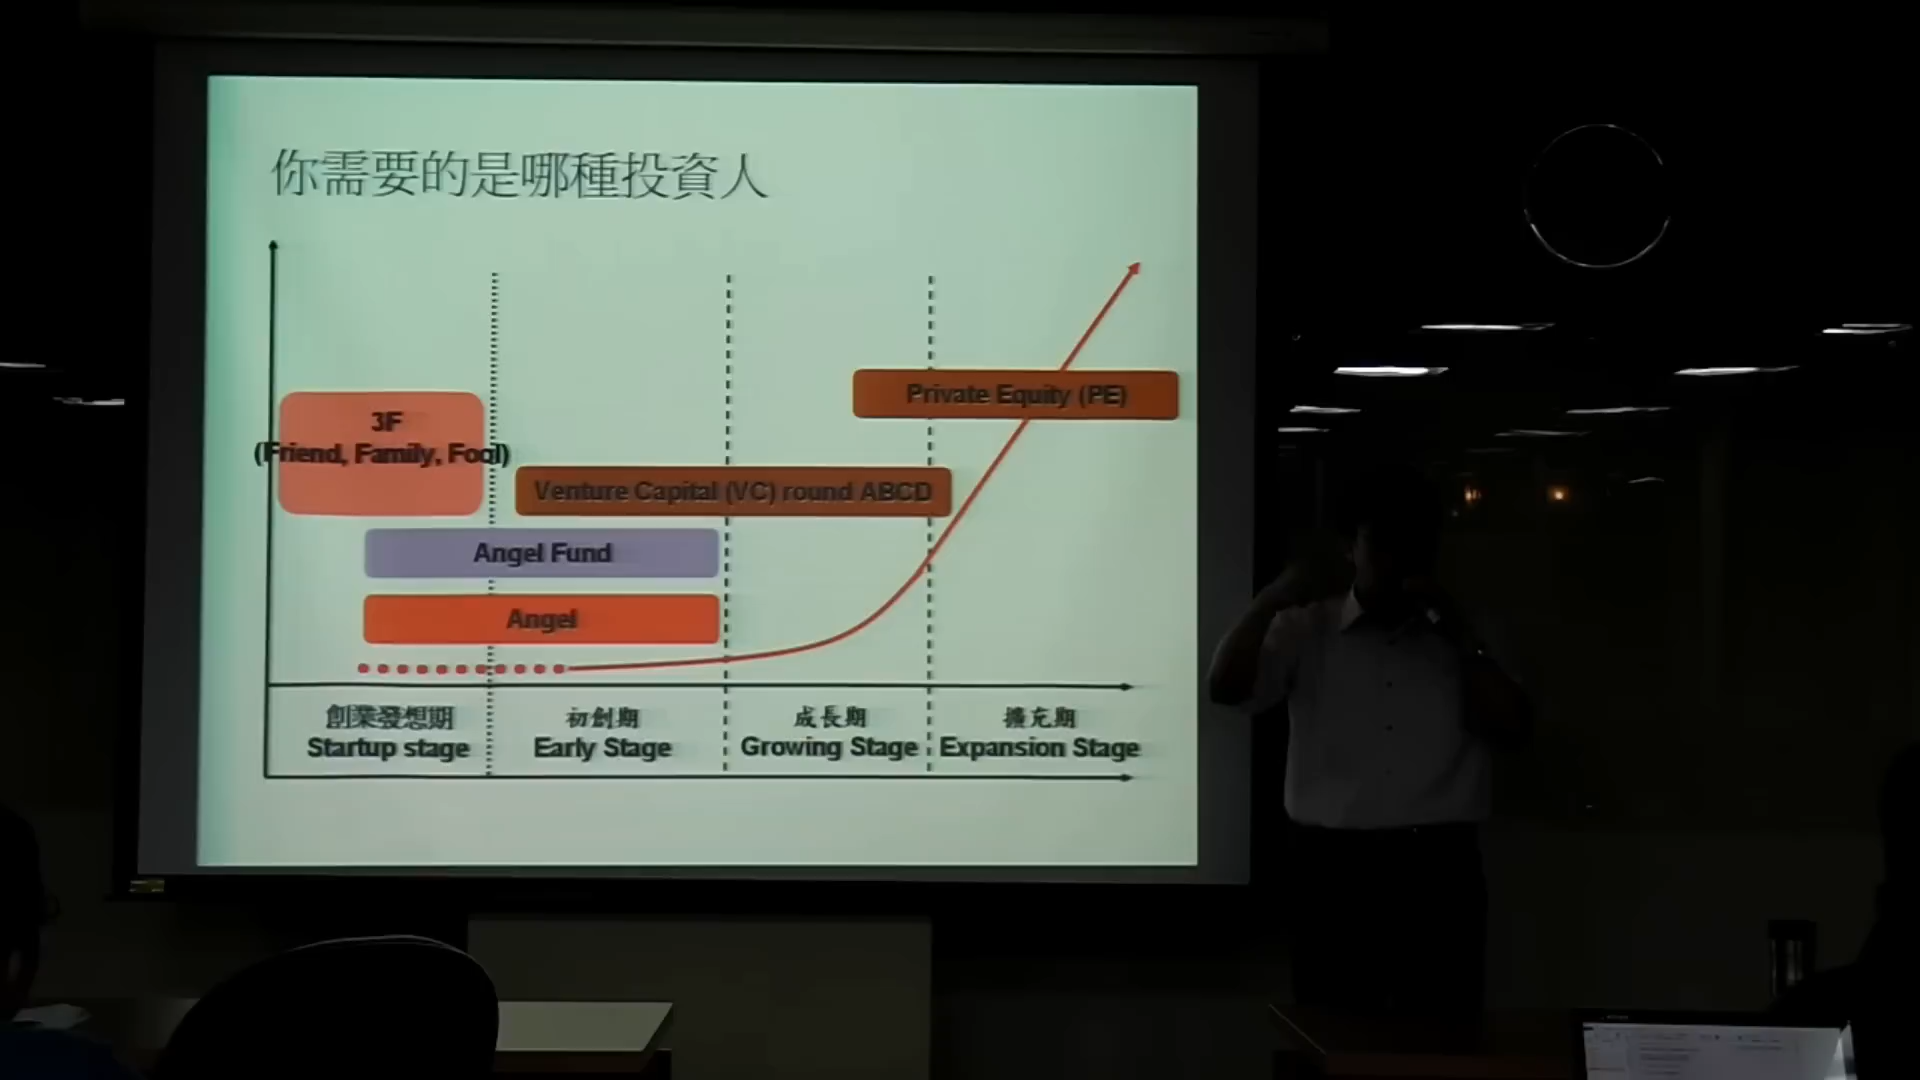 你需要的是哪種投資人
Private Equity (PE)
3F
(Friend, Family, Fool)
Venture Capital (VC) round ABCD
Angel Fund
Angel
創業發想期
Startup stage
初創期
Early Stage
成長期
Growing Stage
擴充期
Expansion Stage